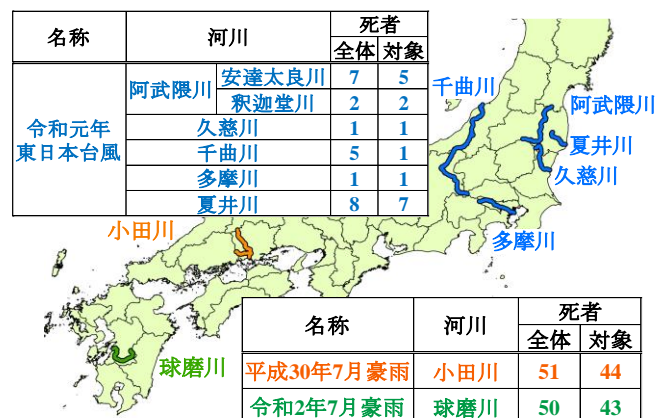 名称 河川 死者
全体 対象
令和元年
東日本台風
阿武隈川 安達太良川 7 5
釈迦堂川 2 2
久慈川 1 1
千曲川 5 1
多摩川 1 1
夏井川 8 7
千曲川
阿武隈川
夏井川
久慈川
多摩川
小田川
球磨川
名称 河川 死者
全体 対象
平成30年7月豪雨 小田川 51 44
令和2年7月豪雨 球磨川 50 43